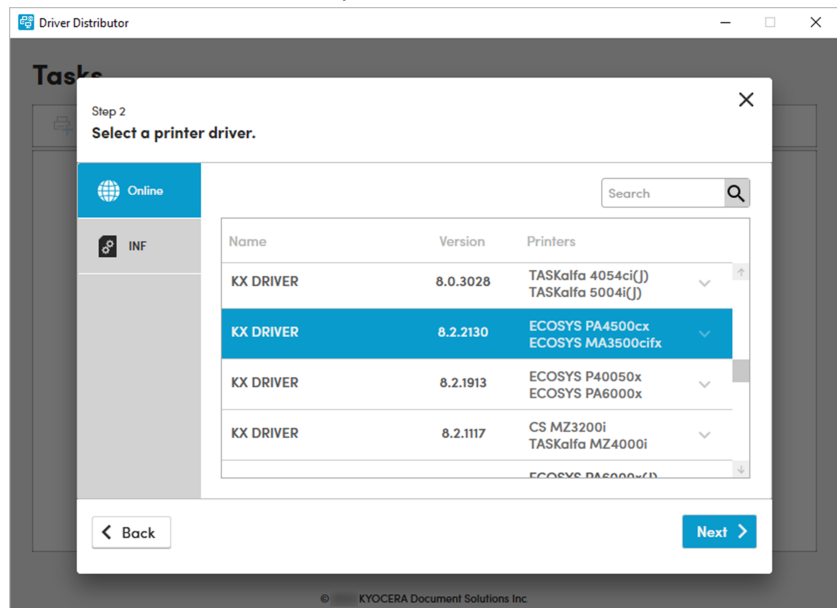 Driver Distributor
Tasks
Step 2
Select a printer driver.
Online
INF
Search
Name Version Printers
KX DRIVER 8.0.3028 TASKalfa 4054ci(J)
TASKalfa 5004i(J)
KX DRIVER 8.2.2130 ECOSYS PA4500cx
ECOSYS MA3500cifx
KX DRIVER 8.2.1913 ECOSYS P40050x
ECOSYS PA6000x
KX DRIVER 8.2.1117 CS MZ3200i
TASKalfa MZ4000i
ECOSYS PA6000x(J)
Back
Next
© KYOCERA Document Solutions Inc